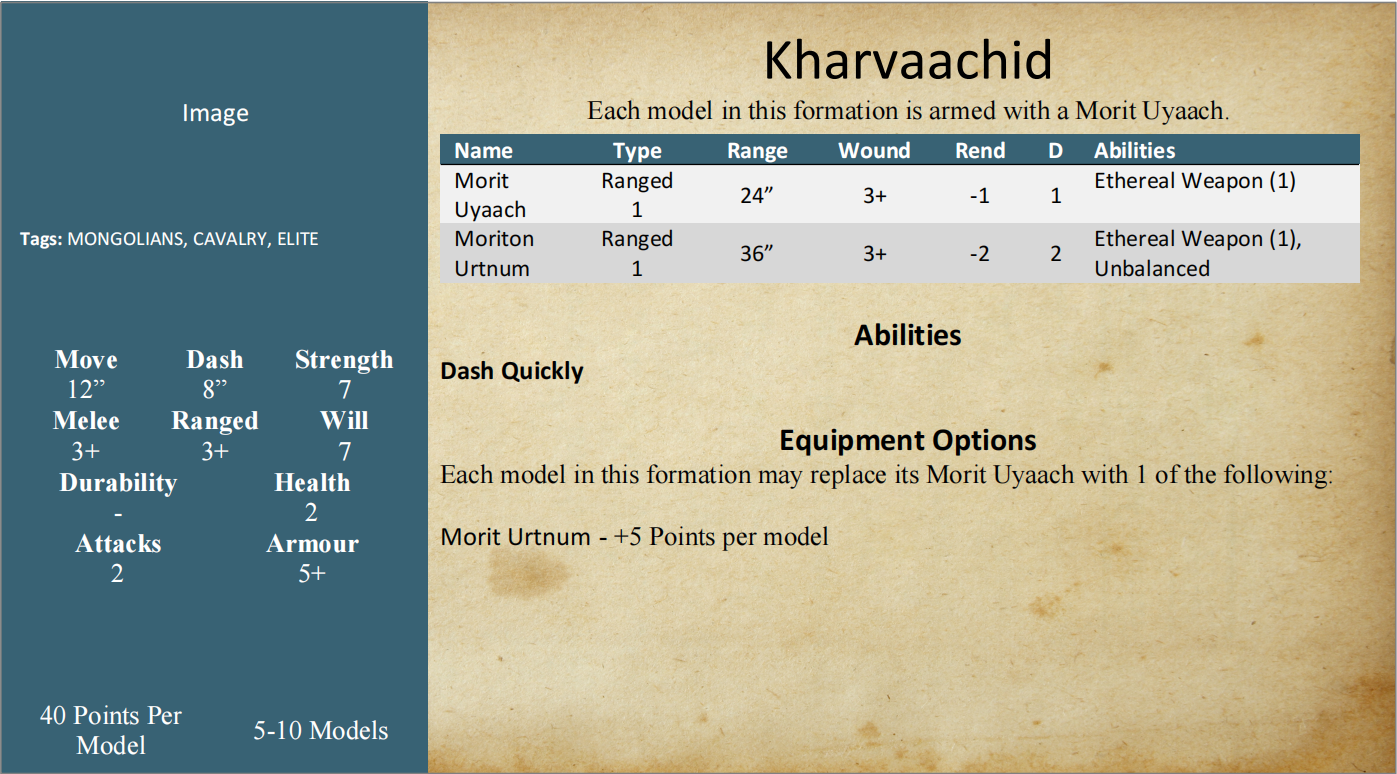 Image
Tags: MONGOLIANS, CAVALRY, ELITE
Move Dash Strength
12” 8” 7
Melee Ranged Will
3+ 3+ 7
Durability Health
- 2
Attacks Armour
2 5+
40 Points Per
Model
5-10 Models
Kharvaachid
Each model in this formation is armed with a Morit Uyaach.
Name Type Range Wound Rend D Abilities
Morit Uyaach Ranged 1 24” 3+ -1 1 Ethereal Weapon (1)
Moriton Urtnum Ranged 1 36” 3+ -2 2 Ethereal Weapon (1), Unbalanced
Abilities
Dash Quickly
Equipment Options
Each model in this formation may replace its Morit Uyaach with 1 of the following:
Morit Urtnum - +5 Points per model